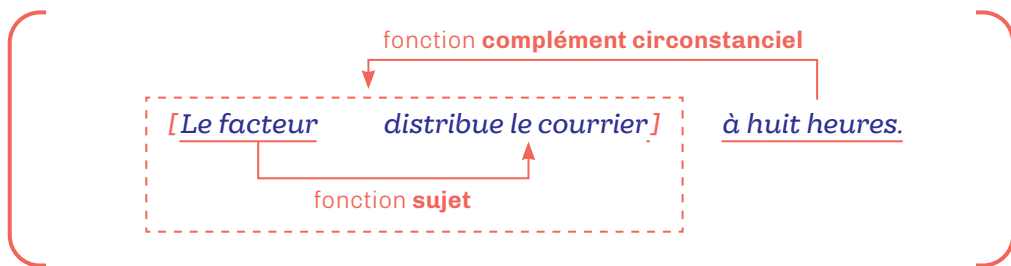 fonction complément circonstanciel
[Le facteur distribue le courrier] à huit heures.
fonction sujet